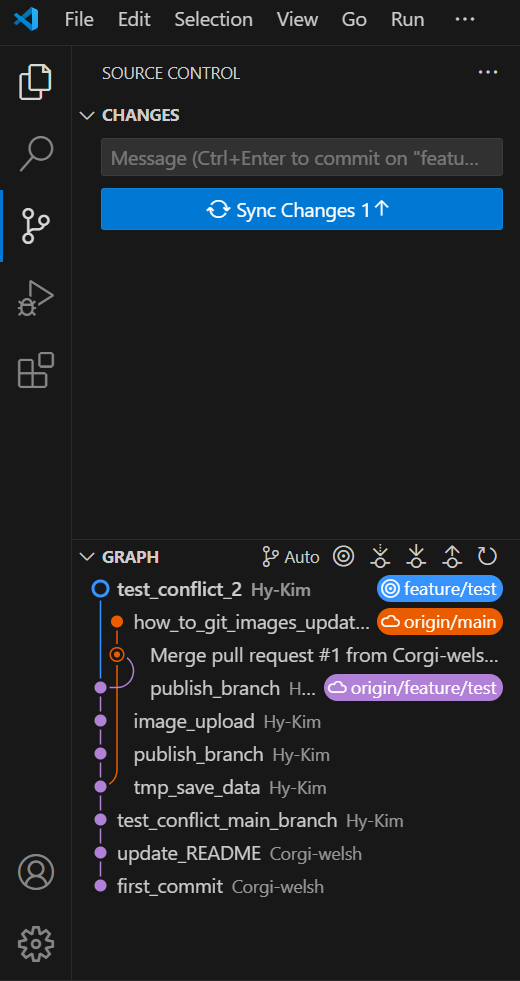 File Edit Selection View Go Run ···
SOURCE CONTROL ···
CHANGES
Message (Ctrl+Enter to commit on "featu...
Sync Changes 1↑
GRAPH Auto
test_conflict_2 Hy-Kim feature/test
how_to_git_images_updat... origin/main
Merge pull request #1 from Corgi-wels...
publish_branch H... origin/feature/test
image_upload Hy-Kim
publish_branch Hy-Kim
tmp_save_data Hy-Kim
test_conflict_main_branch Hy-Kim
update_README Corgi-welsh
first_commit Corgi-welsh